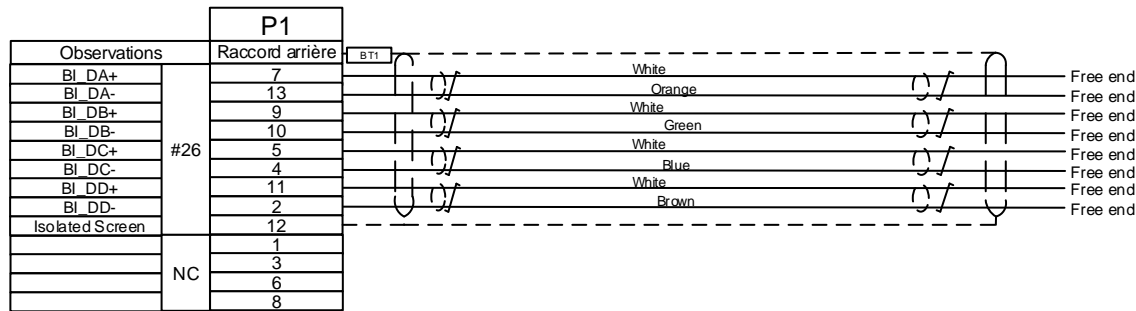 P1
Observations Raccord arrière BT1
BI_DA+ 7 White Free end
BI_DA- 13 Orange Free end
BI_DB+ 9 White Free end
BI_DB- 10 Green Free end
BI_DC+ #26 5 White Free end
BI_DC- 4 Blue Free end
BI_DD+ 11 White Free end
BI_DD- 2 Brown Free end
Isolated Screen 12
1
NC 3
6
8